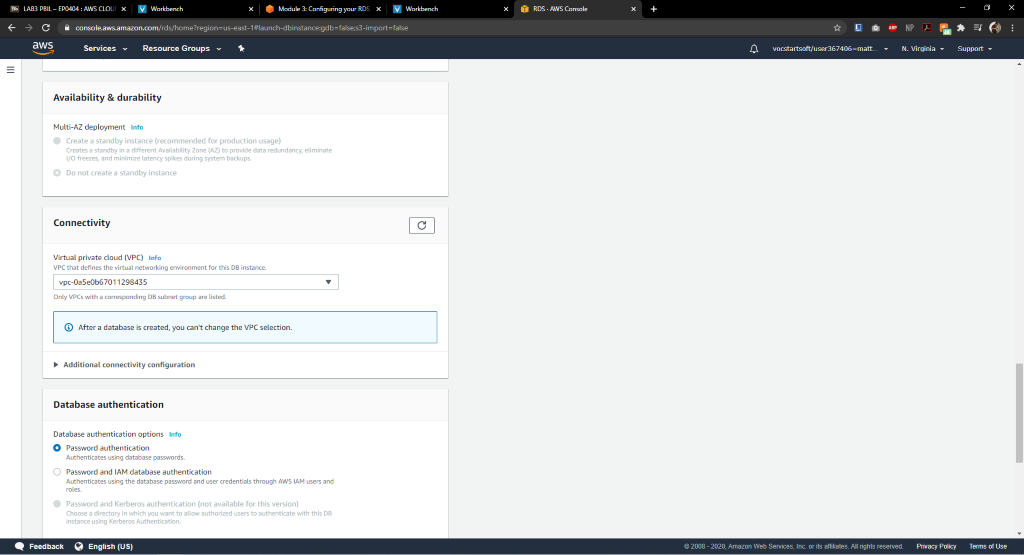 LAB3 PBIL – EP0404 : AWS CLOU
Workbench
Module 3: Configuring your RDS
Workbench
RDS · AWS Console
console.aws.amazon.com/rds/home?region=us-east-1#launch-dbinstance:gdb=false;s3-import=false
aws
Services
Resource Groups
vocstartsoft/user367406=matt...
N. Virginia
Support
Availability & durability
Multi-AZ deployment Info
Create a standby instance (recommended for production usage)
Creates a standby in a different Availability Zone (AZ) to provide data redundancy, eliminate
I/O freezes, and minimize latency spikes during system backups.
Do not create a standby instance
Connectivity
Virtual private cloud (VPC) Info
VPC that defines the virtual networking environment for this DB instance.
vpc-0a5e0b67011298435
Only VPCs with a corresponding DB subnet group are listed.
After a database is created, you can't change the VPC selection.
Additional connectivity configuration
Database authentication
Database authentication options Info
Password authentication
Authenticates using database passwords.
Password and IAM database authentication
Authenticates using the database password and user credentials through AWS IAM users and
roles.
Password and Kerberos authentication (not available for this version)
Choose a directory in which you want to allow authorized users to authenticate with this DB
instance using Kerberos Authentication.
Feedback
English (US)
© 2008 - 2020, Amazon Web Services, Inc. or its affiliates. All rights reserved.
Privacy Policy
Terms of Use